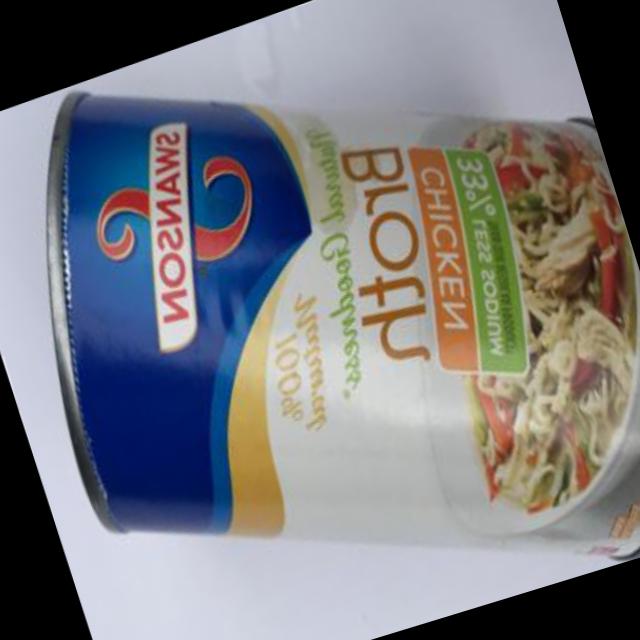 SWANSON
Natural Goodness
100%
Natural
Broth
CHICKEN
33% LESS SODIUM